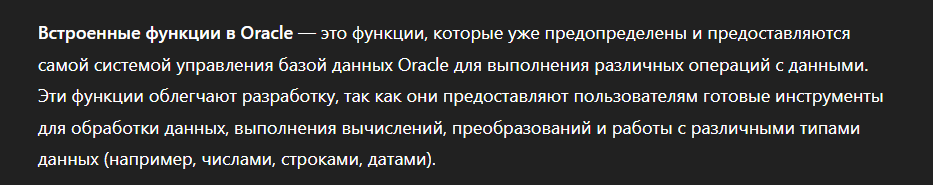 Встроенные функции в Oracle — это функции, которые уже предопределены и предоставляются
самой системой управления базой данных Oracle для выполнения различных операций с данными.
Эти функции облегчают разработку, так как они предоставляют пользователям готовые инструменты
для обработки данных, выполнения вычислений, преобразований и работы с различными типами
данных (например, числами, строками, датами).